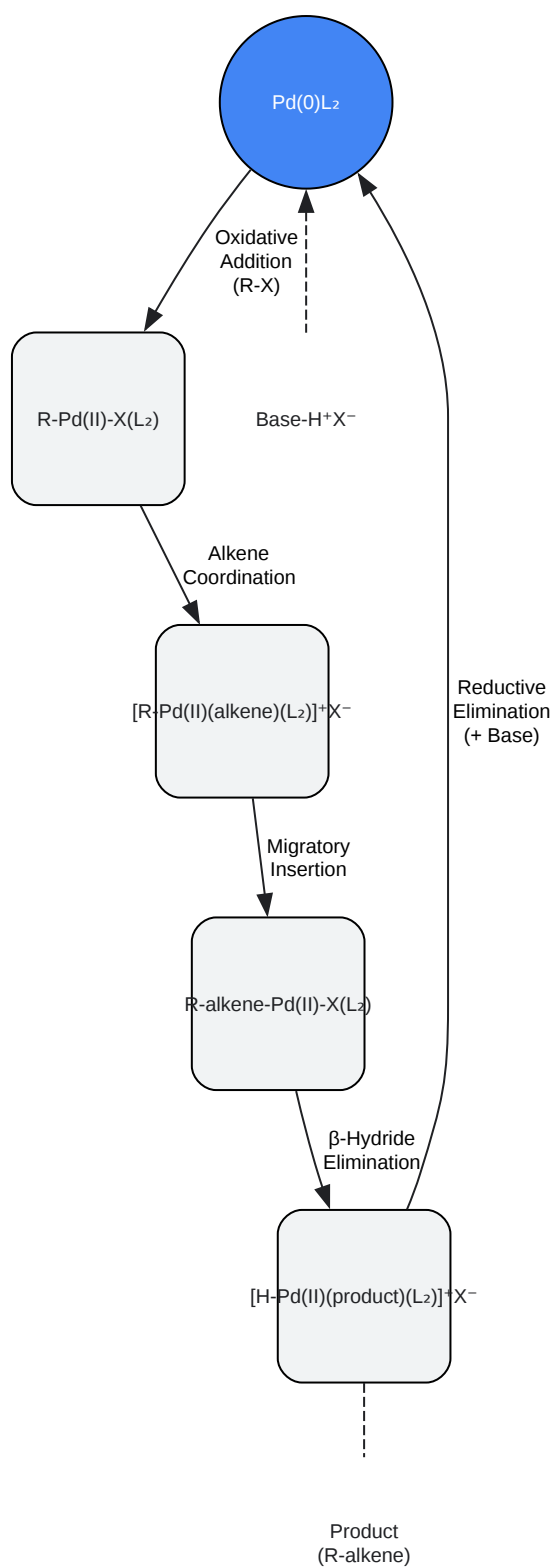 Pd(0)L₂
Oxidative
Addition
(R-X)
R-Pd(II)-X(L₂)
Base-H⁺X⁻
Alkene
Coordination
[R-Pd(II)(alkene)(L₂)]⁺X⁻
Reductive
Elimination
(+ Base)
Migratory
Insertion
R-alkene-Pd(II)-X(L₂)
β-Hydride
Elimination
[H-Pd(II)(product)(L₂)]⁺X⁻
Product
(R-alkene)